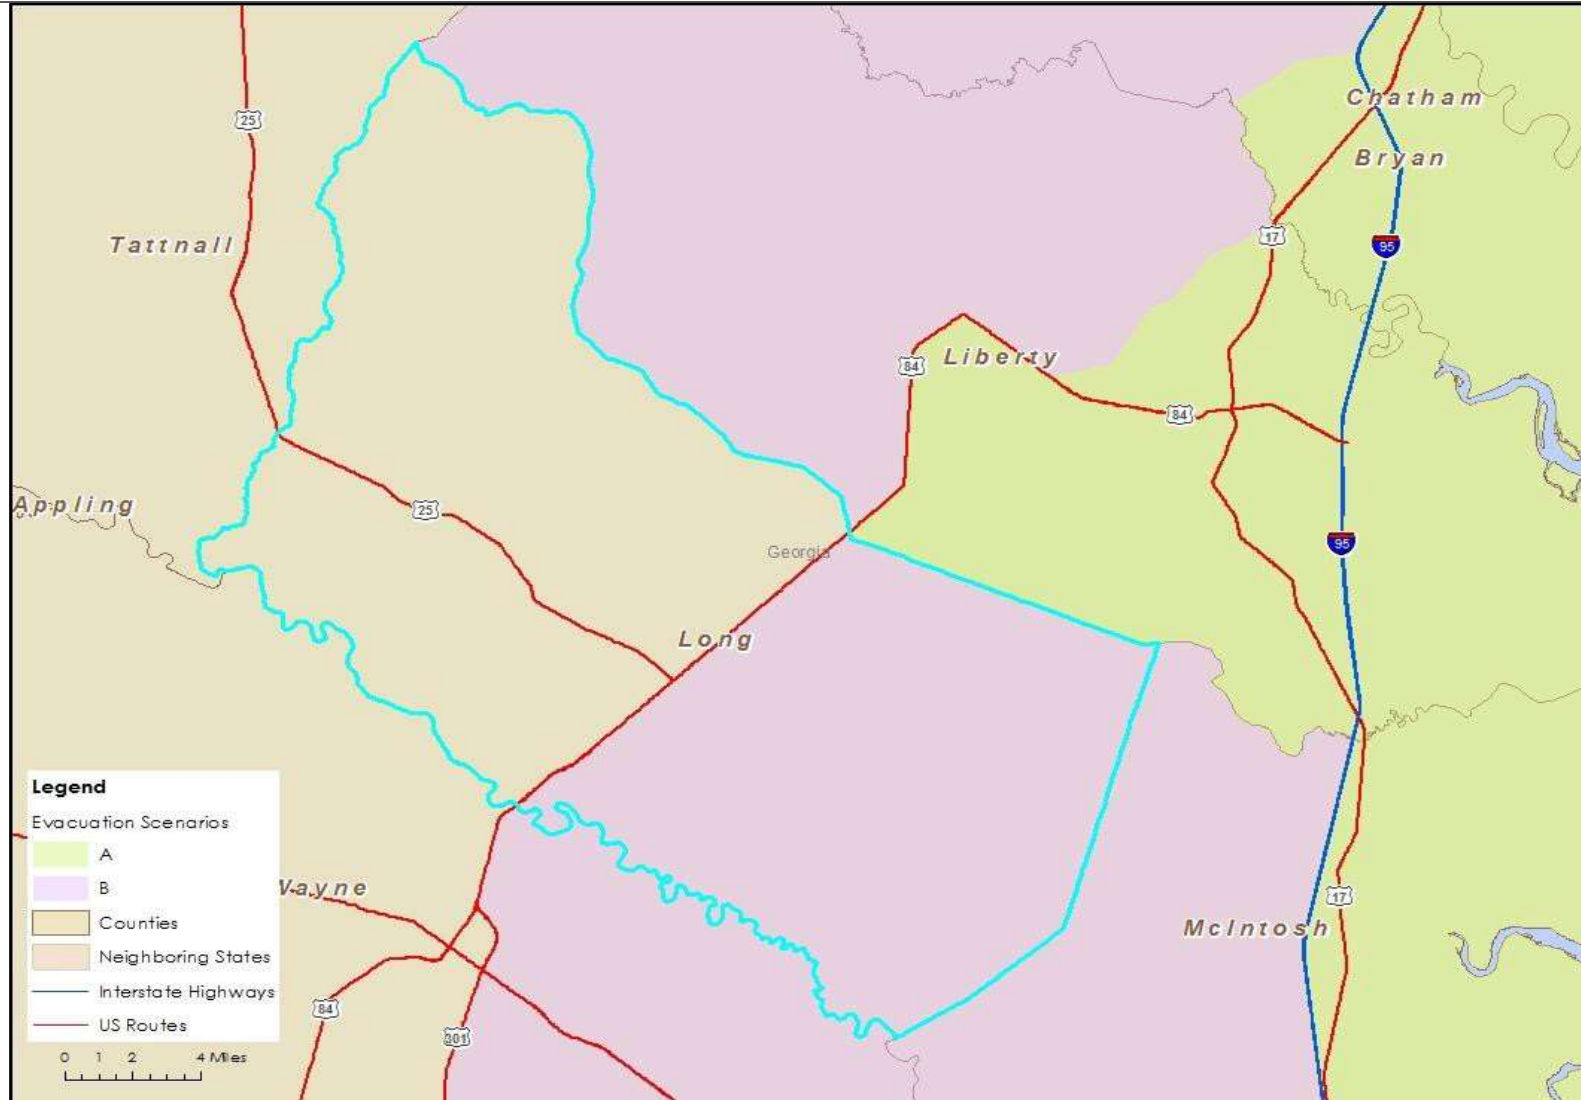 Chatham
25
Bryan
Tattnall
17
95
Liberty
84
84
Appling
25
95
Georgia
Long
Legend
Evacuation Scenarios
A
B
Counties
Neighboring States
Interstate Highways
US Routes
Wayne
17
McIntosh
84
301
0 1 2 4 Miles